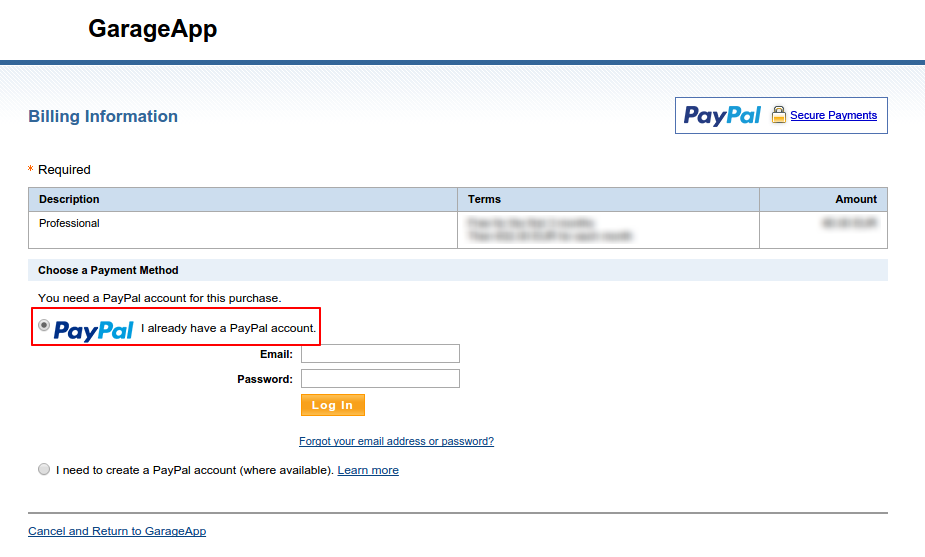 GarageApp
Billing Information
PayPal Secure Payments
* Required
Description Terms Amount
Professional
Choose a Payment Method
You need a PayPal account for this purchase.
PayPal I already have a PayPal account.
Email:
Password:
Log In
Forgot your email address or password?
I need to create a PayPal account (where available). Learn more
Cancel and Return to GarageApp